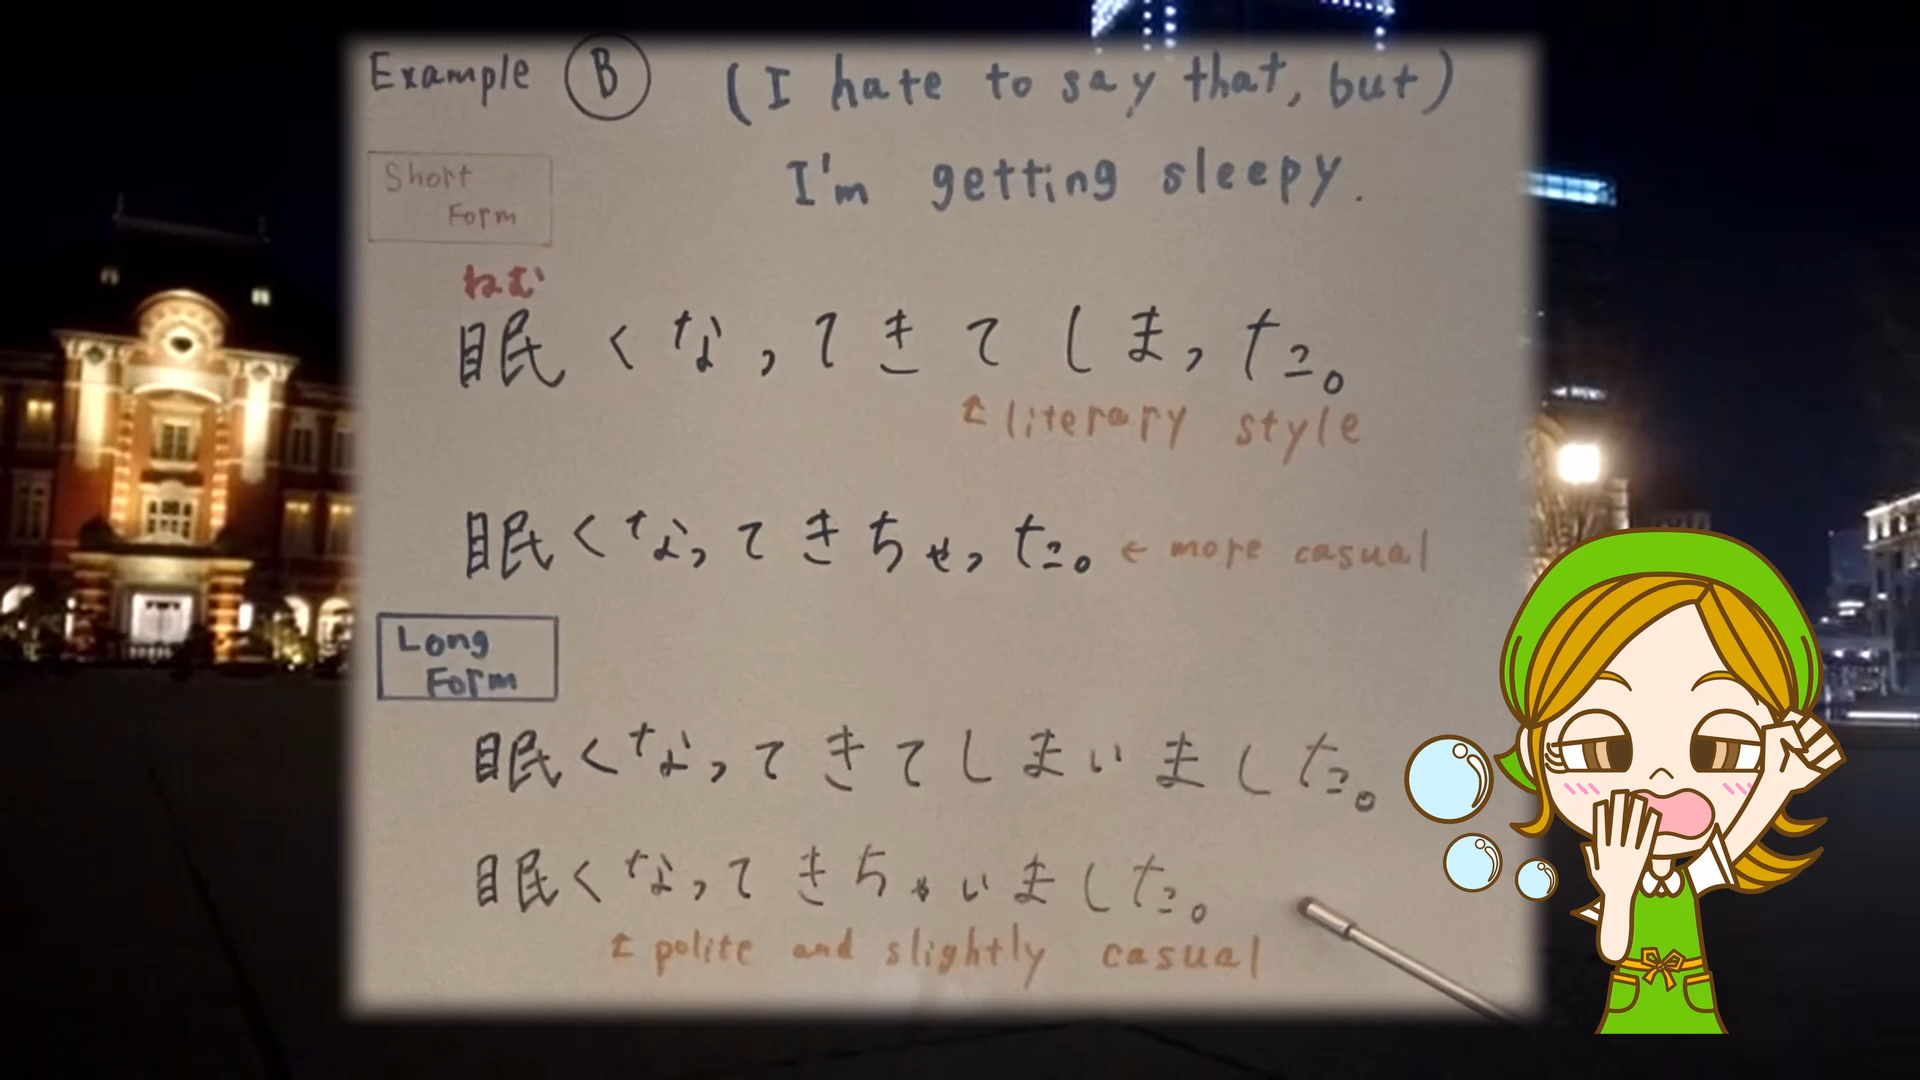 Example B (I hate to say that, but)
I'm getting sleepy.
Short
Form
ねむ
眠くなってきてしまった。
↑ literary style
眠くなってきちゃった。 ← more casual
Long
Form
眠くなってきてしまいました。
眠くなってきちゃいました。
↑ polite and slightly casual